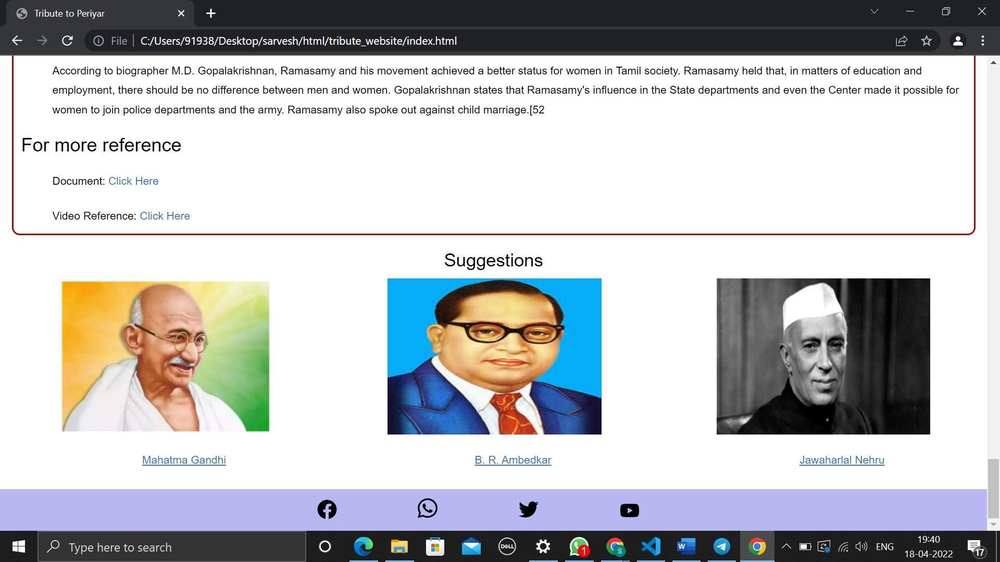 Tribute to Periyar
File C:/Users/91938/Desktop/sarvesh/html/tribute_website/index.html
According to biographer M.D. Gopalakrishnan, Ramasamy and his movement achieved a better status for women in Tamil society. Ramasamy held that, in matters of education and
employment, there should be no difference between men and women. Gopalakrishnan states that Ramasamy's influence in the State departments and even the Center made it possible for
women to join police departments and the army. Ramasamy also spoke out against child marriage.[52
For more reference
Document: Click Here
Video Reference: Click Here
Suggestions
Mahatma Gandhi B. R. Ambedkar Jawaharlal Nehru
Type here to search
DELL
1
S
W
ENG
19:40
18-04-2022
17